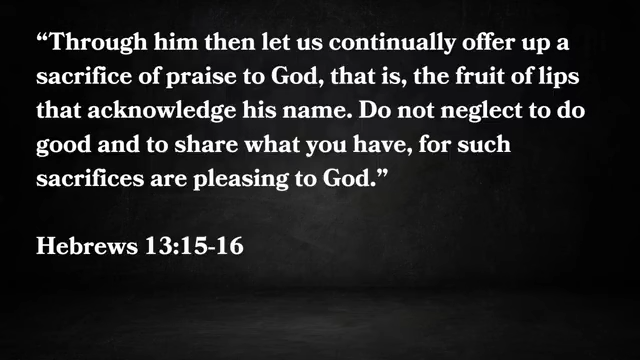 “Through him then let us continually offer up a
sacrifice of praise to God, that is, the fruit of lips
that acknowledge his name. Do not neglect to do
good and to share what you have, for such
sacrifices are pleasing to God.”
Hebrews 13:15-16